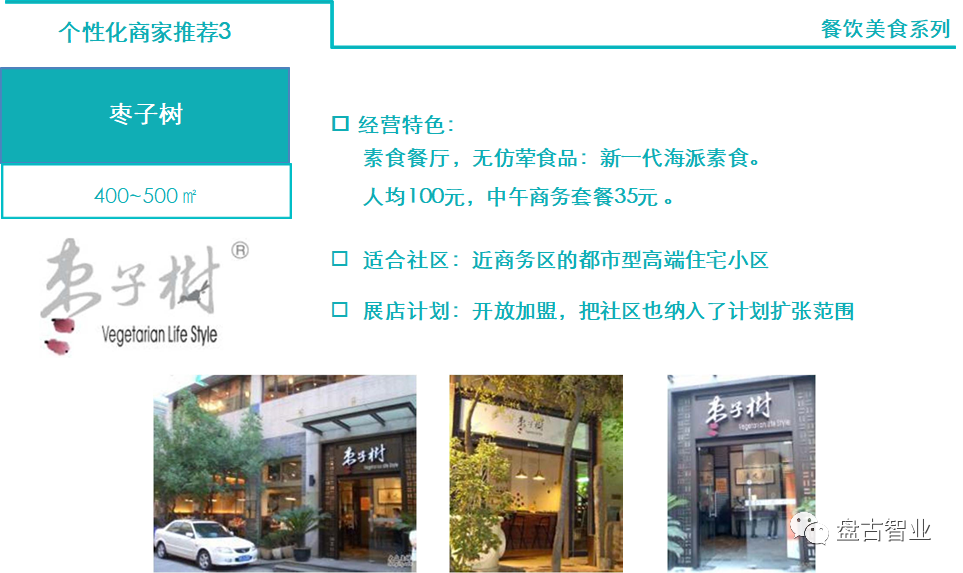 个性化商家推荐3
餐饮美食系列
枣子树
400~500㎡
□ 经营特色：
素食餐厅，无仿荤食品：新一代海派素食。
人均100元，中午商务套餐35元。
□ 适合社区：近商务区的都市型高端住宅小区
□ 展店计划：开放加盟，把社区也纳入了计划扩张范围
枣子樹®
Vegetarian Life Style
枣子樹
Vegetarian Life Style
枣子樹
枣子樹
Vegetarian Life Style
盘古智业